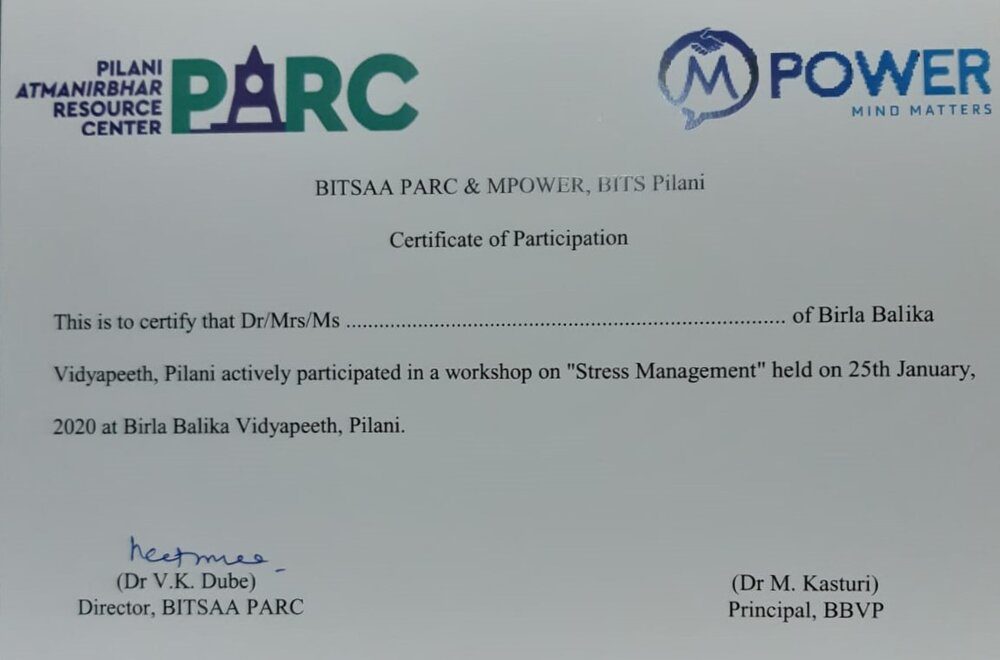 PILANI
ATMANIRBHAR
RESOURCE
CENTER
PARC
M POWER
MIND MATTERS
BITSAA PARC & MPOWER, BITS Pilani
Certificate of Participation
This is to certify that Dr/Mrs/Ms ................................................................................... of Birla Balika
Vidyapeeth, Pilani actively participated in a workshop on "Stress Management" held on 25th January,
2020 at Birla Balika Vidyapeeth, Pilani.
(Dr V.K. Dube)
Director, BITSAA PARC
(Dr M. Kasturi)
Principal, BBVP